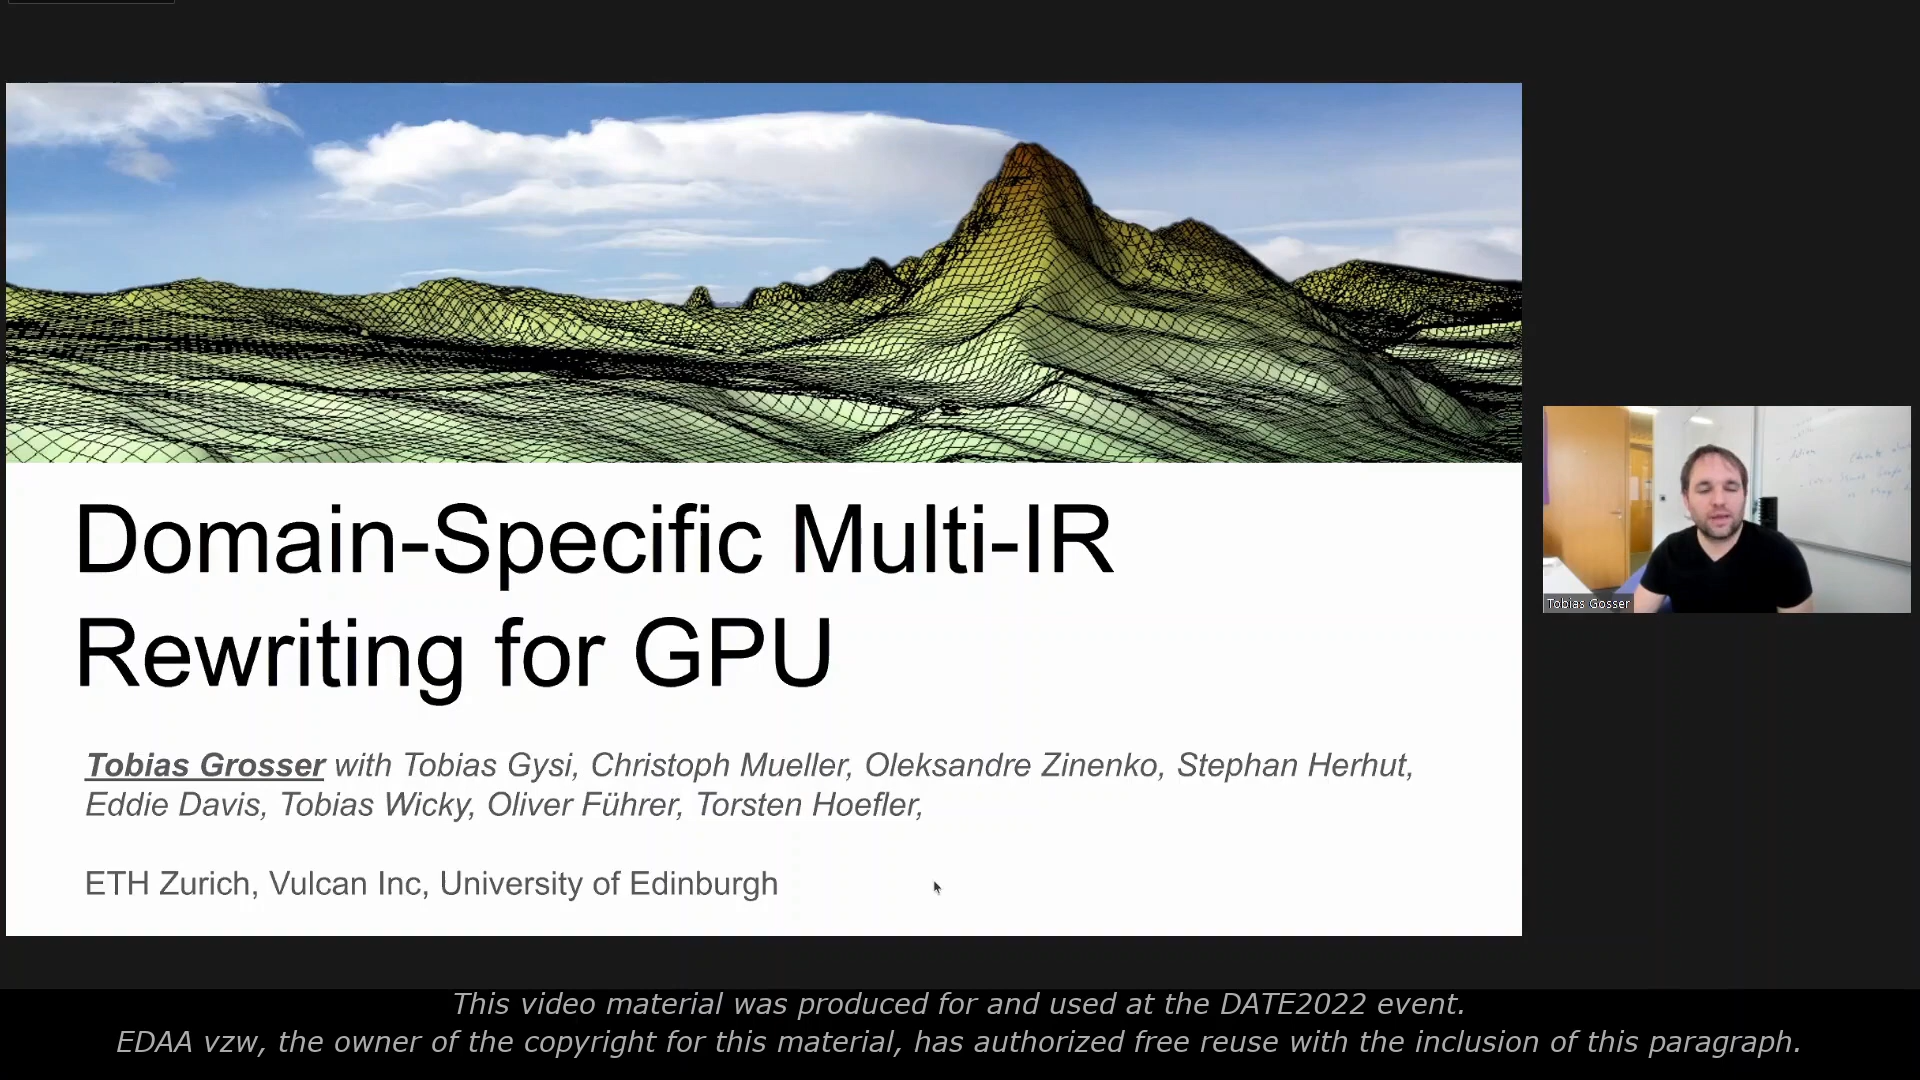 Domain-Specific Multi-IR
Rewriting for GPU
Tobias Grosser with Tobias Gysi, Christoph Mueller, Oleksandre Zinenko, Stephan Herhut,
Eddie Davis, Tobias Wicky, Oliver Führer, Torsten Hoefler,
ETH Zurich, Vulcan Inc, University of Edinburgh
Tobias Gosser
This video material was produced for and used at the DATE2022 event.
EDAA vzw, the owner of the copyright for this material, has authorized free reuse with the inclusion of this paragraph.